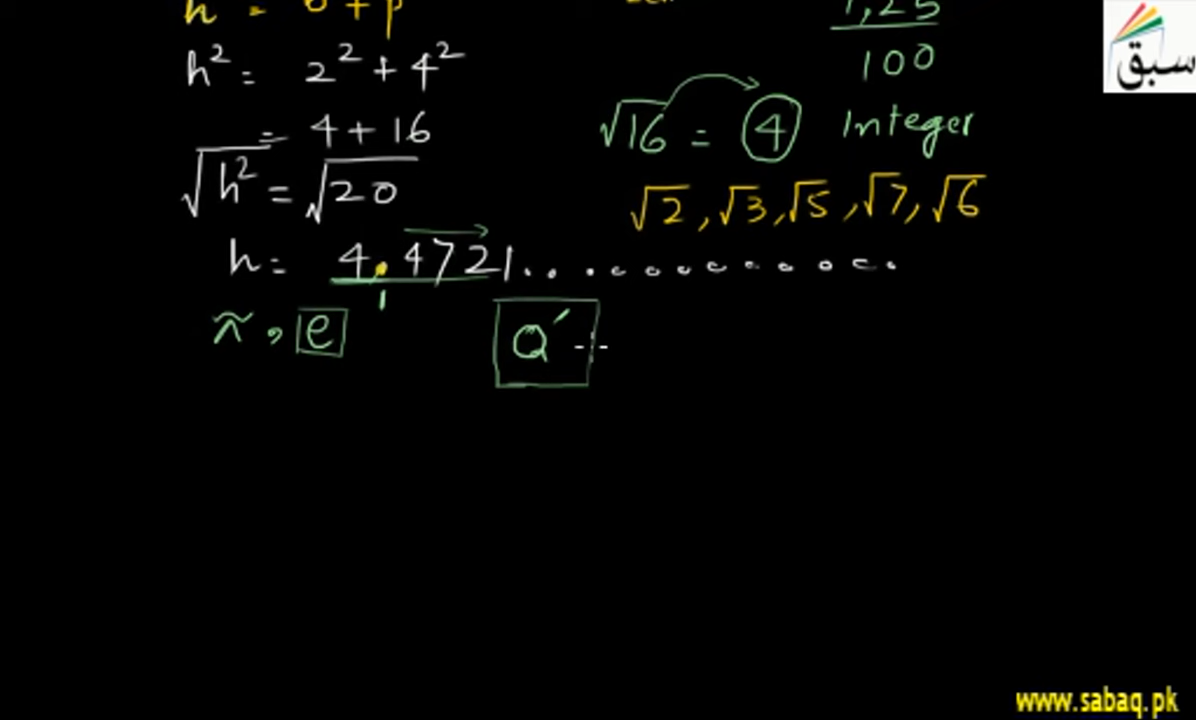 h = b + p
h² = 2² + 4²
= 4 + 16
√h² = √20
h = 4.4721..............
π, e
Q′
1,25
100
√16 = 4 Integer
√2, √3, √5, √7, √6
سبق
www.sabaq.pk